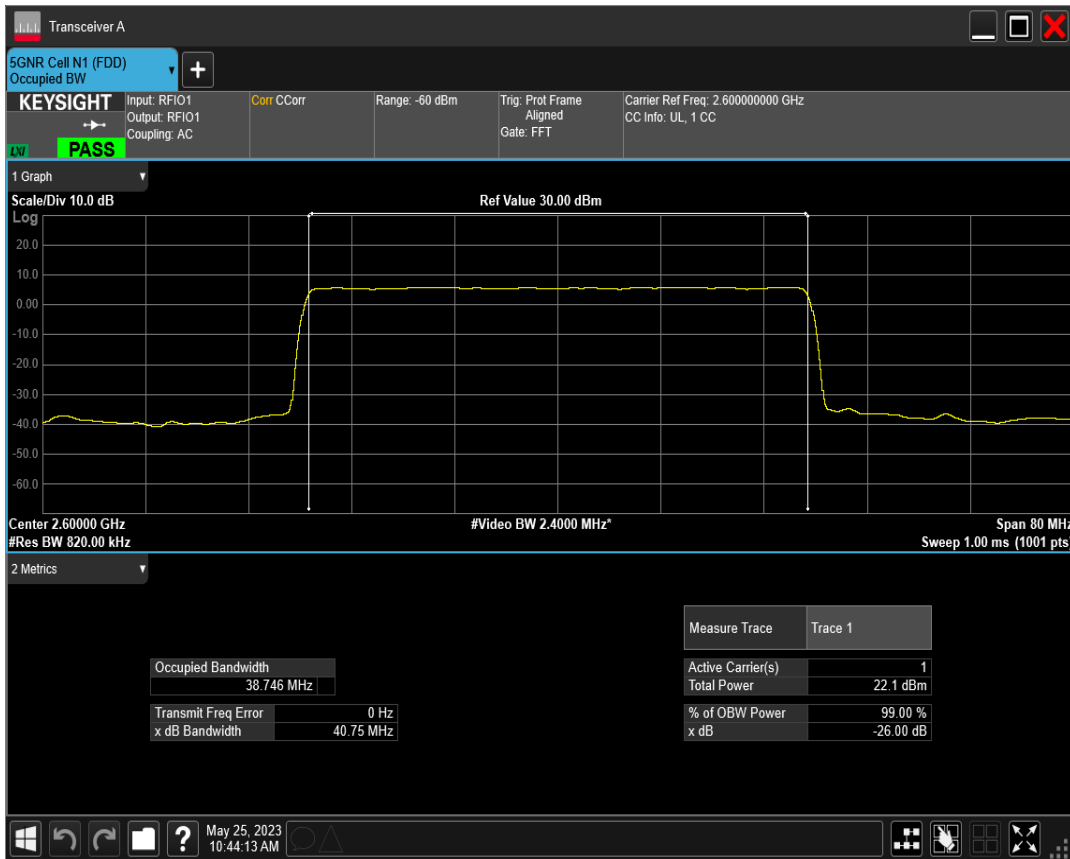 Transceiver A
5GNR Cell N1 (FDD)
Occupied BW
+
KEYSIGHT
LXI
PASS
Input: RFIO1
Output: RFIO1
Coupling: AC
Corr CCorr
Range: -60 dBm
Trig: Prot Frame
Aligned
Gate: FFT
Carrier Ref Freq: 2.600000000 GHz
CC Info: UL, 1 CC
1 Graph
Scale/Div 10.0 dB
Ref Value 30.00 dBm
Log
20.0
10.0
0.00
-10.0
-20.0
-30.0
-40.0
-50.0
-60.0
Center 2.60000 GHz
#Video BW 2.4000 MHz*
Span 80 MHz
#Res BW 820.00 kHz
Sweep 1.00 ms (1001 pts)
2 Metrics
Measure Trace Trace 1
Occupied Bandwidth
38.746 MHz
Active Carrier(s) 1
Total Power 22.1 dBm
Transmit Freq Error 0 Hz
x dB Bandwidth 40.75 MHz
% of OBW Power 99.00 %
x dB -26.00 dB
?
May 25, 2023
10:44:13 AM